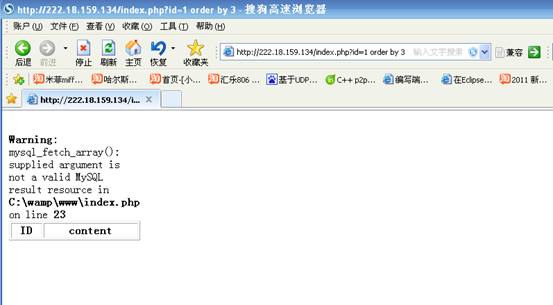 http://222.18.159.134/index.php?id=1 order by 3 - 搜狗高速浏览器
账户(U) 文件(F) 查看(V) 收藏(O) 工具(T) 帮助(H)
后退 前进 停止 刷新 主页 恢复 收藏夹 http://222.18.159.134/index.php?id=1 order by 3 输入文字搜索 兼容
米菲miff... 哈尔斯... 首页-[小... 汇乐806 ... 基于UDP... C++ p2p... 编写端... 在Eclipse... 2011 新...
http://222.18.159.134/i...
Warning:
mysql_fetch_array():
supplied argument is
not a valid MySQL
result resource in
C:\wamp\www\index.php
on line 23
ID content